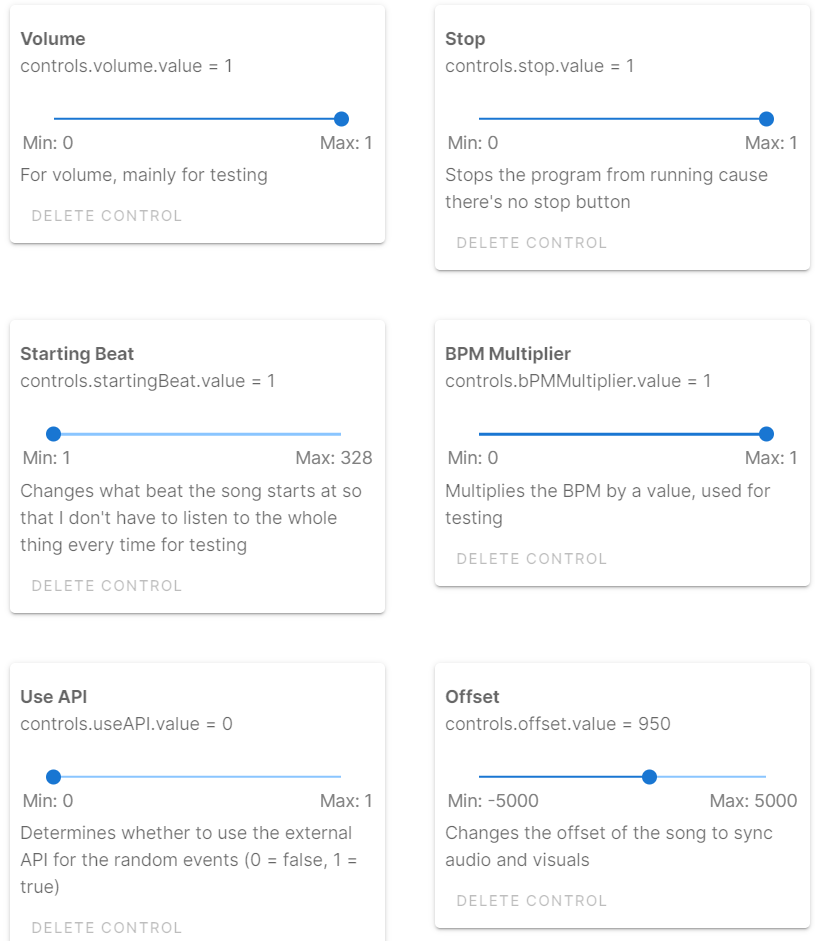 Volume
controls.volume.value = 1
Min: 0
Max: 1
For volume, mainly for testing
DELETE CONTROL
Stop
controls.stop.value = 1
Min: 0
Max: 1
Stops the program from running cause
there's no stop button
DELETE CONTROL
Starting Beat
controls.startingBeat.value = 1
Min: 1
Max: 328
Changes what beat the song starts at so
that I don't have to listen to the whole
thing every time for testing
DELETE CONTROL
BPM Multiplier
controls.bPMMultiplier.value = 1
Min: 0
Max: 1
Multiplies the BPM by a value, used for
testing
DELETE CONTROL
Use API
controls.useAPI.value = 0
Min: 0
Max: 1
Determines whether to use the external
API for the random events (0 = false, 1 =
true)
DELETE CONTROL
Offset
controls.offset.value = 950
Min: -5000
Max: 5000
Changes the offset of the song to sync
audio and visuals
DELETE CONTROL